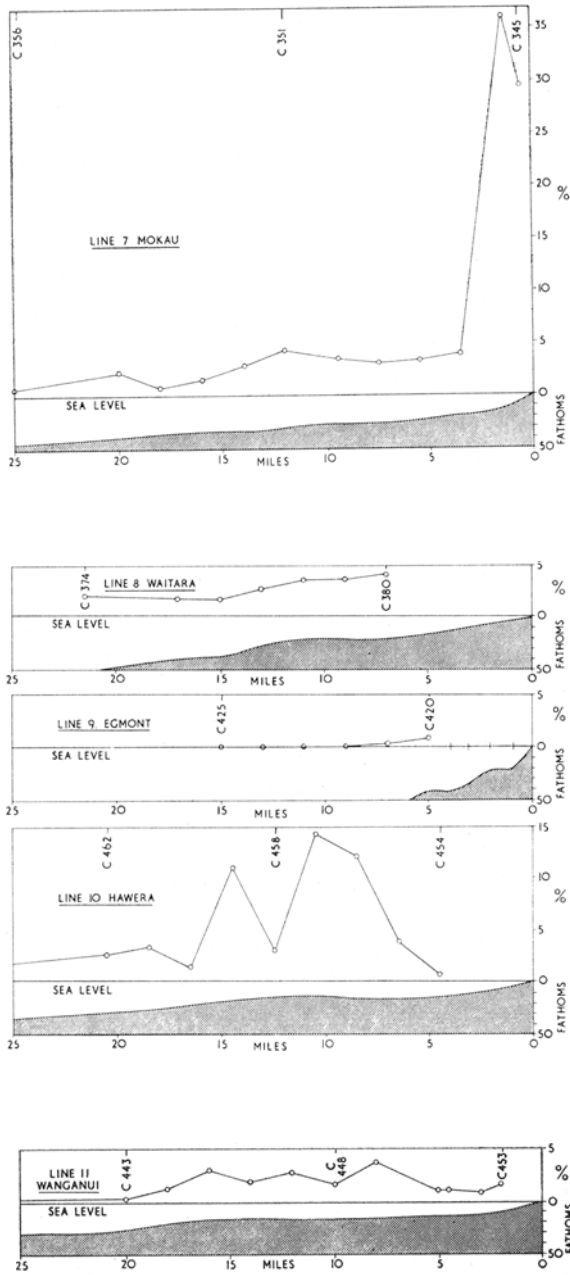 C 356
C 351
C 345
35
30
25
20
%
15
10
5
0
LINE 7 MOKAU
SEA LEVEL
50
FATHOMS
25 20 15 10 5 0
MILES
C 374
LINE 8 WAITARA
C 380
5
%
0
SEA LEVEL
50
25 20 15 MILES 10 5 0
LINE 9. EGMONT
C 425
C 420
5
%
0
SEA LEVEL
50
25 20 15 MILES 10 5 0
C 462
C 458
C 454
15
10
%
5
0
LINE 10 HAWERA
SEA LEVEL
50
FATHOMS
25 20 15 MILES 10 5 0
LINE 11
WANGANUI
C 443
C 448
C 453
5
%
0
SEA LEVEL
50
FATHOMS
25 20 15 MILES 10 5 0